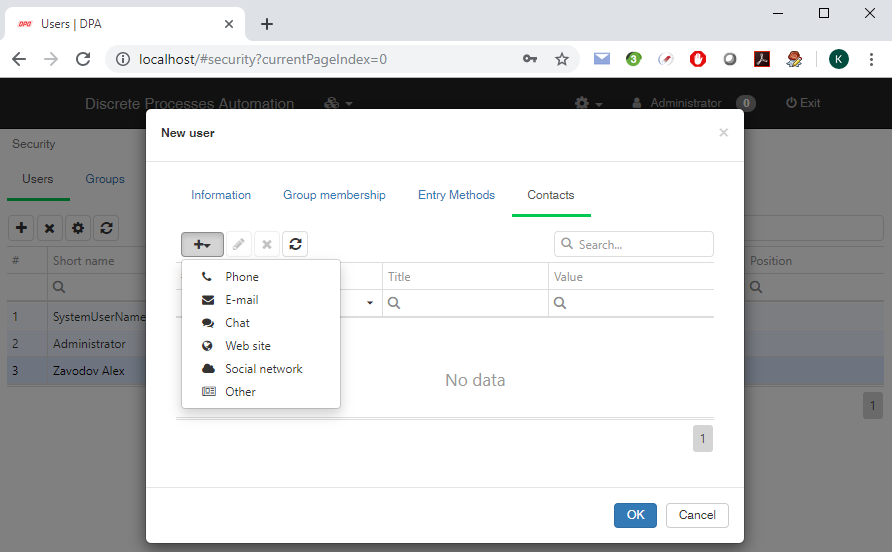 DPA Users | DPA
localhost/#security?currentPageIndex=0
3
K
Discrete Processes Automation Administrator 0 Exit
Security
Users Groups
# Short name Position
1 SystemUserName
2 Administrator
3 Zavodov Alex
1
New user ×
Information Group membership Entry Methods Contacts
Search...
Title Value
Phone
E-mail
Chat
Web site
Social network
Other
No data
1
OK Cancel